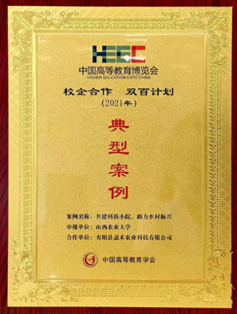 HEEC
中国高等教育博览会
HIGHER EDUCATION EXPO CHINA
校企合作 双百计划
(2021年)
典型案例
案例名称：共建科技小院，助力乡村振兴
申报单位：山西农业大学
合作单位：寿阳县嘉禾农业科技有限公司
中国高等教育学会